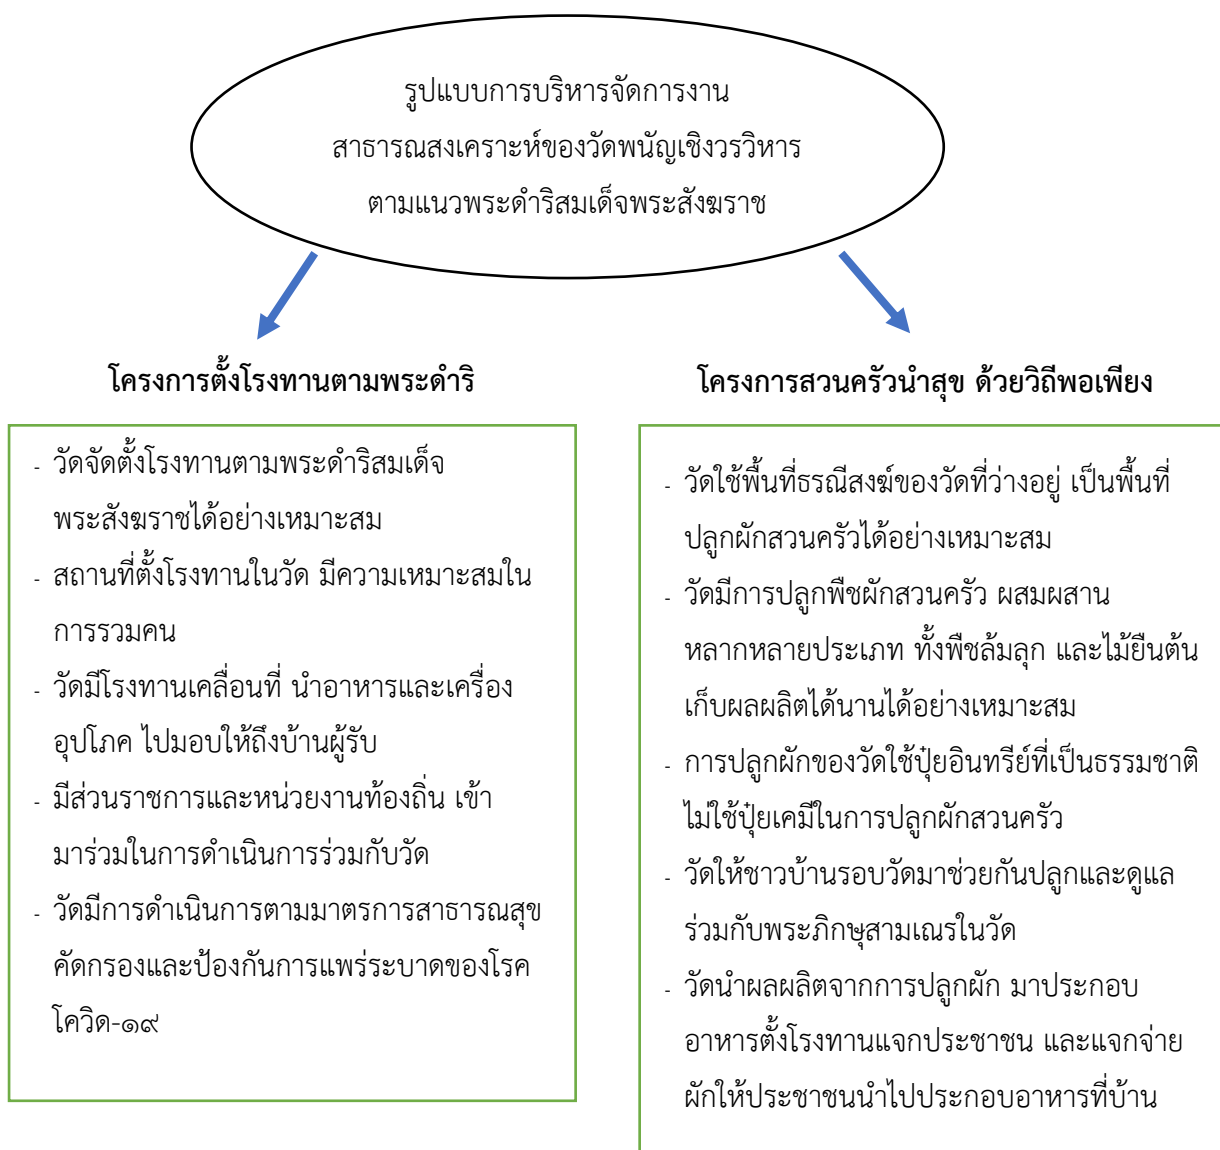 รูปแบบการบริหารจัดการงาน
สาธารณสงเคราะห์ของวัดพนัญเชิงวรวิหาร
ตามแนวพระดำริสมเด็จพระสังฆราช
โครงการตั้งโรงทานตามพระดำริ
- วัดจัดตั้งโรงทานตามพระดำริสมเด็จ
พระสังฆราชได้อย่างเหมาะสม
- สถานที่ตั้งโรงทานในวัด มีความเหมาะสมใน
การรวมคน
- วัดมีโรงทานเคลื่อนที่ นำอาหารและเครื่อง
อุปโภค ไปมอบให้ถึงบ้านผู้รับ
- มีส่วนราชการและหน่วยงานท้องถิ่น เข้า
มาร่วมในการดำเนินการร่วมกับวัด
- วัดมีการดำเนินการตามมาตรการสาธารณสุข
คัดกรองและป้องกันการแพร่ระบาดของโรค
โควิด-๑๙
โครงการสวนครัวนำสุข ด้วยวิถีพอเพียง
- วัดใช้พื้นที่ธรณีสงฆ์ของวัดที่ว่างอยู่ เป็นพื้นที่
ปลูกผักสวนครัวได้อย่างเหมาะสม
- วัดมีการปลูกพืชผักสวนครัว ผสมผสาน
หลากหลายประเภท ทั้งพืชล้มลุก และไม้ยืนต้น
เก็บผลผลิตได้นานได้อย่างเหมาะสม
- การปลูกผักของวัดใช้ปุ๋ยอินทรีย์ที่เป็นธรรมชาติ
ไม่ใช้ปุ๋ยเคมีในการปลูกผักสวนครัว
- วัดให้ชาวบ้านรอบวัดมาช่วยกันปลูกและดูแล
ร่วมกับพระภิกษุสามเณรในวัด
- วัดนำผลผลิตจากการปลูกผัก มาประกอบ
อาหารตั้งโรงทานแจกประชาชน และแจกจ่าย
ผักให้ประชาชนนำไปประกอบอาหารที่บ้าน